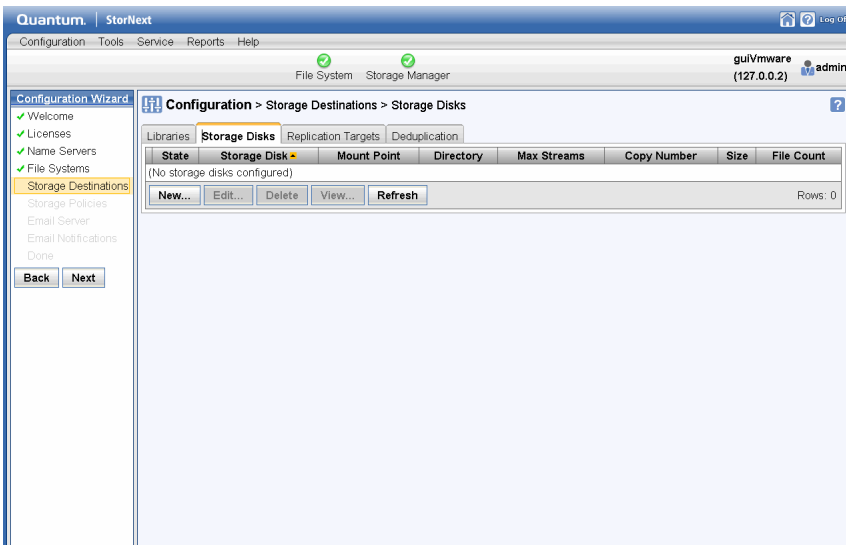 Quantum. StorNext Log Of
Configuration Tools Service Reports Help
File System Storage Manager
guiVmware
(127.0.0.2)
admin
Configuration Wizard
Welcome
Licenses
Name Servers
File Systems
Storage Destinations
Storage Policies
Email Server
Email Notifications
Done
Back Next
Configuration > Storage Destinations > Storage Disks
Libraries Storage Disks Replication Targets Deduplication
State Storage Disk Mount Point Directory Max Streams Copy Number Size File Count
(No storage disks configured)
New... Edit... Delete View... Refresh Rows: 0